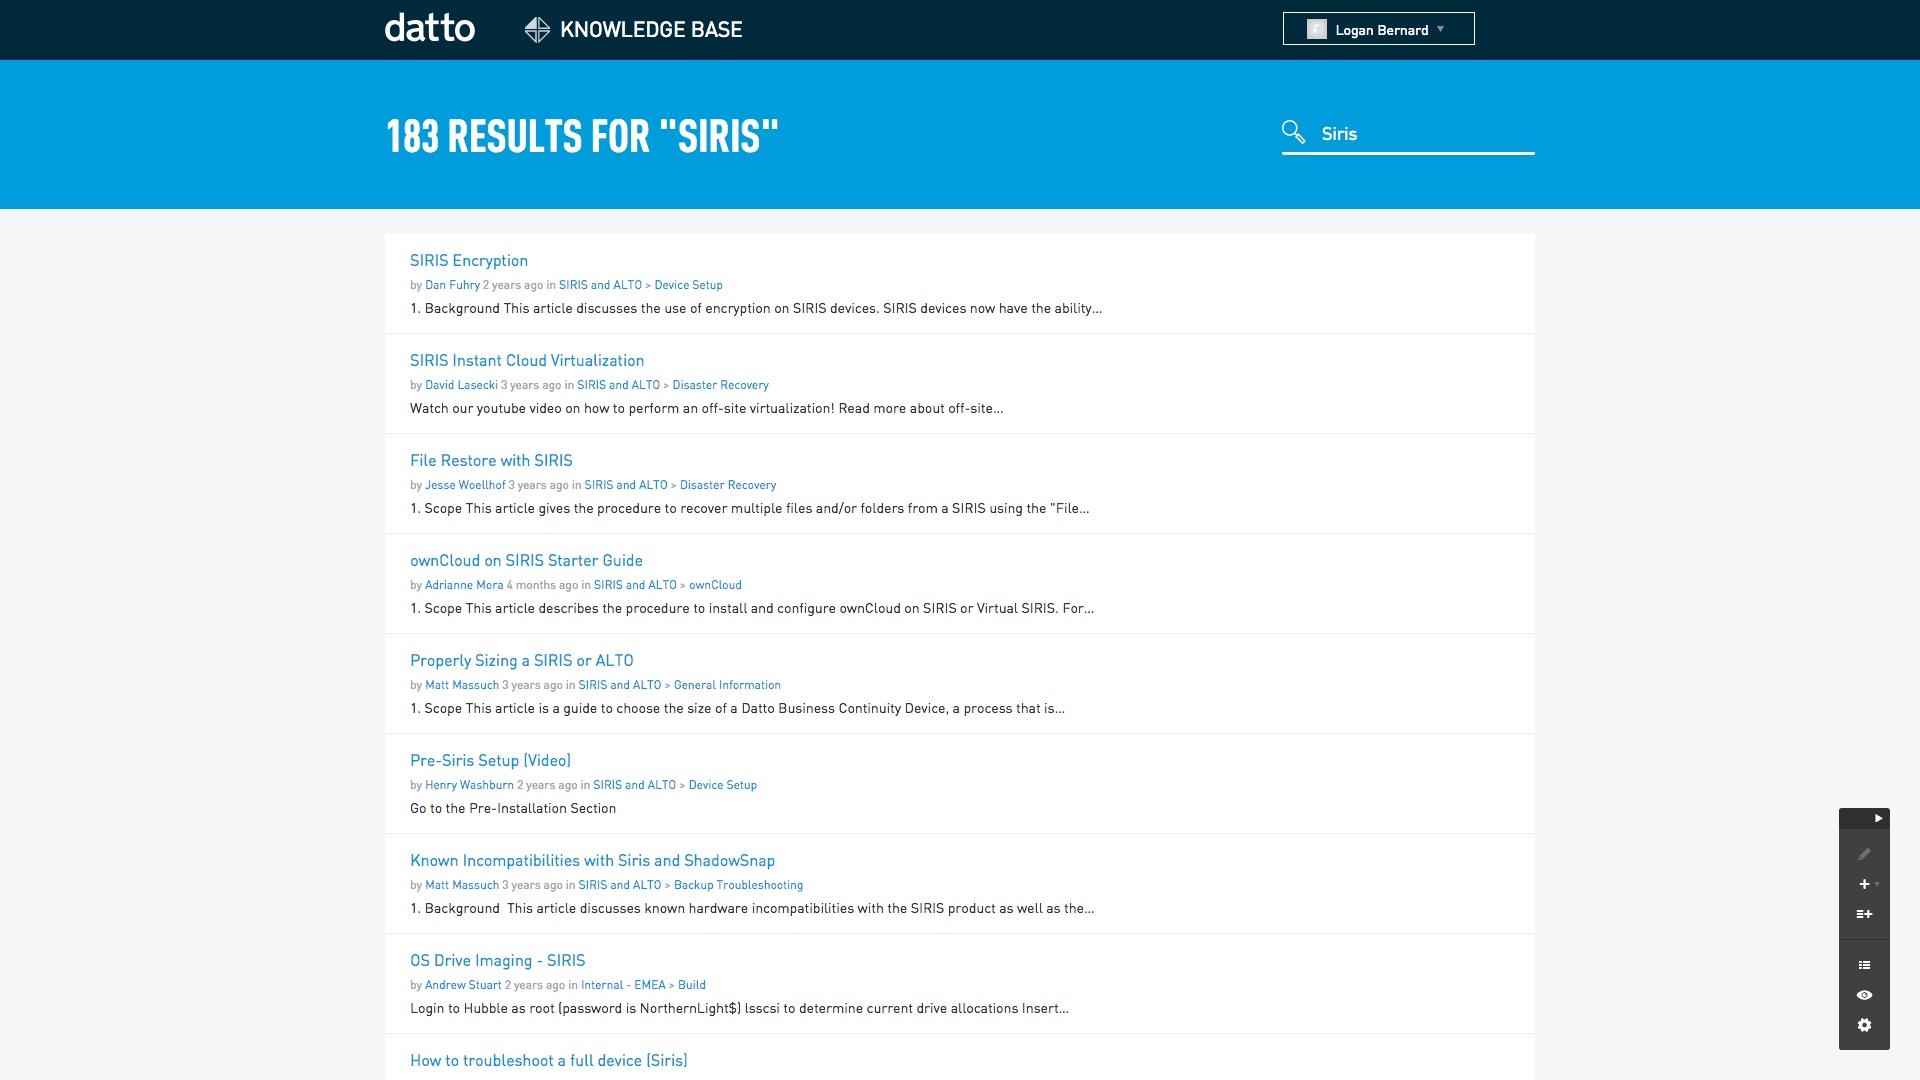 datto KNOWLEDGE BASE Logan Bernard
183 RESULTS FOR "SIRIS" Siris
SIRIS Encryption
by Dan Fuhry 2 years ago in SIRIS and ALTO > Device Setup
1. Background This article discusses the use of encryption on SIRIS devices. SIRIS devices now have the ability...
SIRIS Instant Cloud Virtualization
by David Lasecki 3 years ago in SIRIS and ALTO > Disaster Recovery
Watch our youtube video on how to perform an off-site virtualization! Read more about off-site...
File Restore with SIRIS
by Jesse Woellhof 3 years ago in SIRIS and ALTO > Disaster Recovery
1. Scope This article gives the procedure to recover multiple files and/or folders from a SIRIS using the "File...
ownCloud on SIRIS Starter Guide
by Adrianne Mora 4 months ago in SIRIS and ALTO > ownCloud
1. Scope This article describes the procedure to install and configure ownCloud on SIRIS or Virtual SIRIS. For...
Properly Sizing a SIRIS or ALTO
by Matt Massuch 3 years ago in SIRIS and ALTO > General Information
1. Scope This article is a guide to choose the size of a Datto Business Continuity Device, a process that is...
Pre-Siris Setup (Video)
by Henry Washburn 2 years ago in SIRIS and ALTO > Device Setup
Go to the Pre-Installation Section
Known Incompatibilities with Siris and ShadowSnap
by Matt Massuch 3 years ago in SIRIS and ALTO > Backup Troubleshooting
1. Background This article discusses known hardware incompatibilities with the SIRIS product as well as the...
OS Drive Imaging - SIRIS
by Andrew Stuart 2 years ago in Internal - EMEA > Build
Login to Hubble as root (password is NorthernLight$) lsscsi to determine current drive allocations Insert...
How to troubleshoot a full device (Siris)